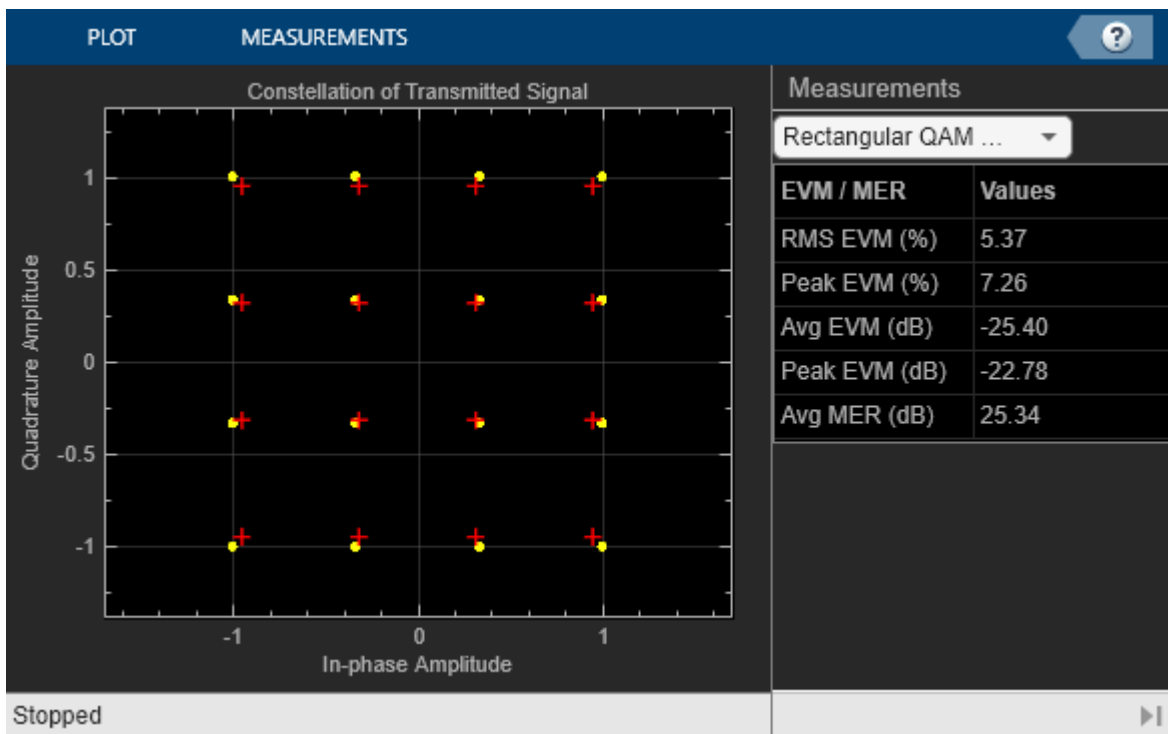 PLOT MEASUREMENTS ?
Constellation of Transmitted Signal
1
0.5
0
-0.5
-1
Quadrature Amplitude
-1 0 1
In-phase Amplitude
Measurements
Rectangular QAM ...
EVM / MER Values
RMS EVM (%) 5.37
Peak EVM (%) 7.26
Avg EVM (dB) -25.40
Peak EVM (dB) -22.78
Avg MER (dB) 25.34
Stopped